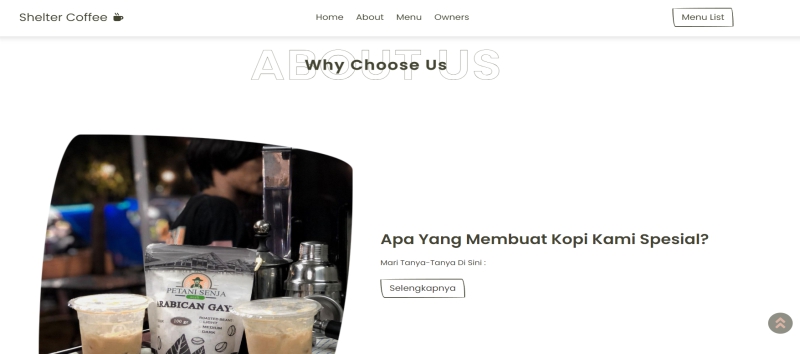 Shelter Coffee
Home About Menu Owners
Menu List
ABOUT US
Why Choose Us
Apa Yang Membuat Kopi Kami Spesial?
Mari Tanya-Tanya Di Sini :
Selengkapnya
PETANI SENJA
ARABICAN GAY